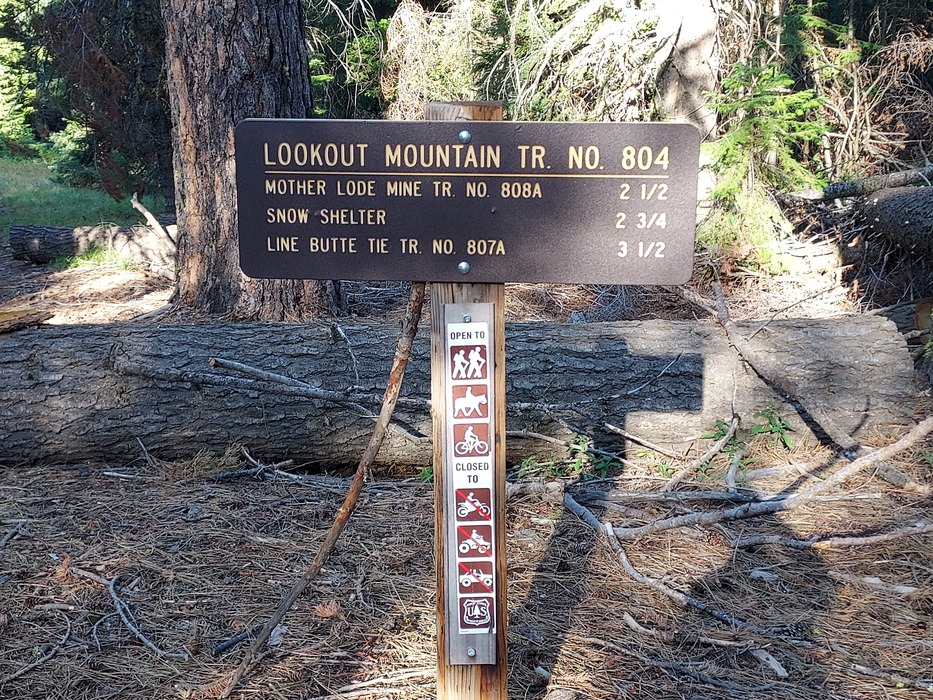 LOOKOUT MOUNTAIN TR. NO. 804
MOTHER LODE MINE TR. NO. 808A 2 1/2
SNOW SHELTER 2 3/4
LINE BUTTE TIE TR. NO. 807A 3 1/2
OPEN TO
CLOSED
TO
US